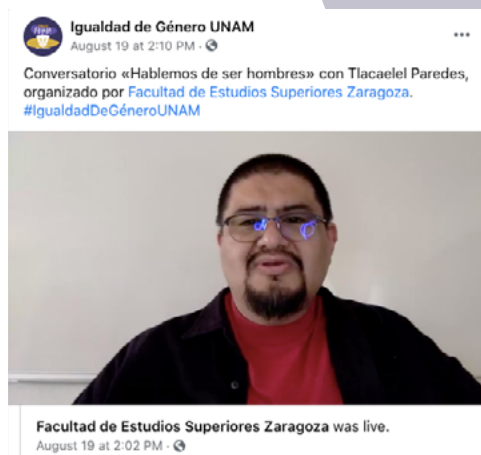 Igualdad de Género UNAM
August 19 at 2:10 PM ·
Conversatorio «Hablemos de ser hombres» con Tlacaelel Paredes,
organizado por Facultad de Estudios Superiores Zaragoza.
#IgualdadDeGéneroUNAM
Facultad de Estudios Superiores Zaragoza was live.
August 19 at 2:02 PM ·